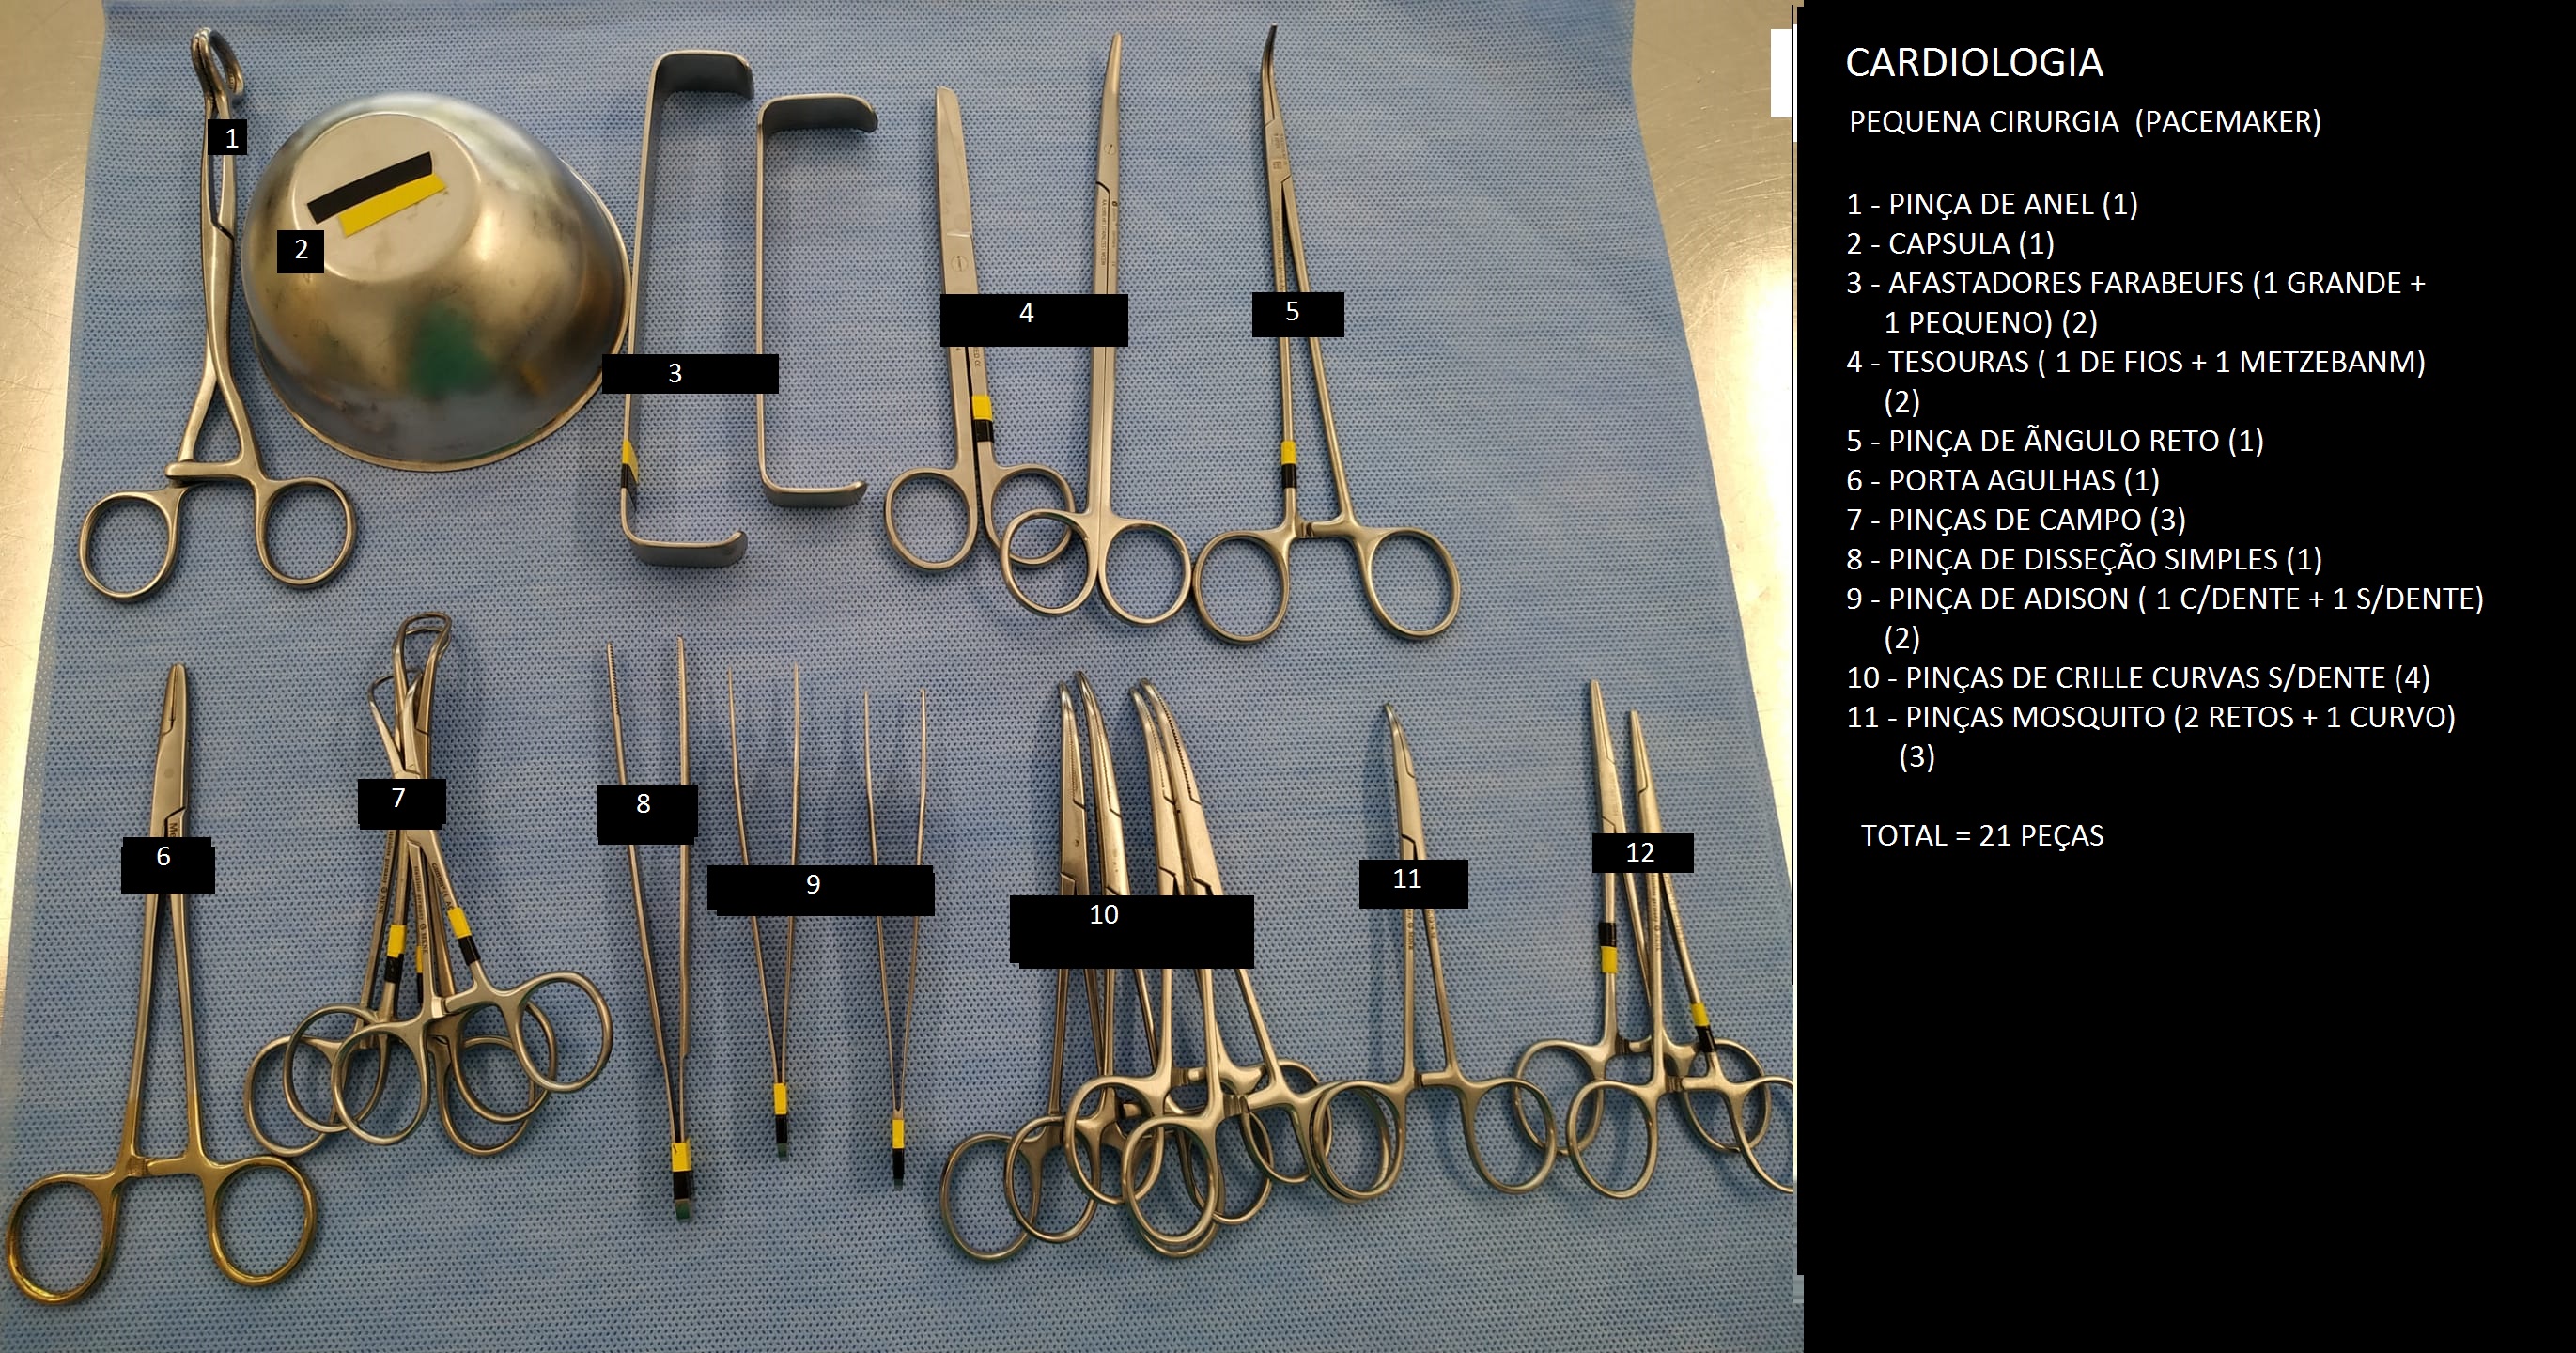 1
2
3
4
5
6
7
8
9
10
11
12
CARDIOLOGIA
PEQUENA CIRURGIA (PACEMAKER)
1 - PINÇA DE ANEL (1)
2 - CAPSULA (1)
3 - AFASTADORES FARABEUFS (1 GRANDE +
1 PEQUENO) (2)
4 - TESOURAS ( 1 DE FIOS + 1 METZEBANM)
(2)
5 - PINÇA DE ÃNGULO RETO (1)
6 - PORTA AGULHAS (1)
7 - PINÇAS DE CAMPO (3)
8 - PINÇA DE DISSEÇÃO SIMPLES (1)
9 - PINÇA DE ADISON ( 1 C/DENTE + 1 S/DENTE)
(2)
10 - PINÇAS DE CRILLE CURVAS S/DENTE (4)
11 - PINÇAS MOSQUITO (2 RETOS + 1 CURVO)
(3)
TOTAL = 21 PEÇAS